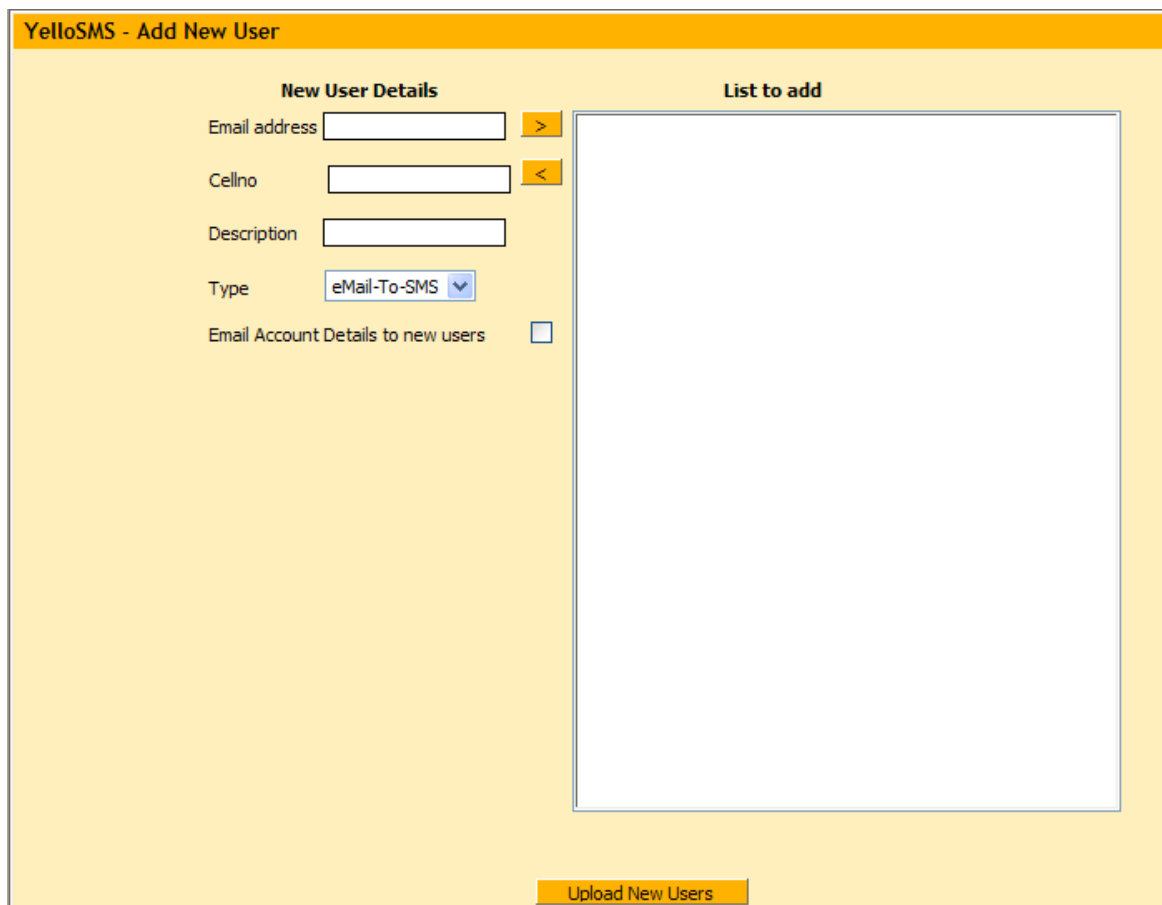 YelloSMS - Add New User
New User Details
List to add
Email address
>
Cellno
<
Description
Type
eMail-To-SMS
Email Account Details to new users
Upload New Users